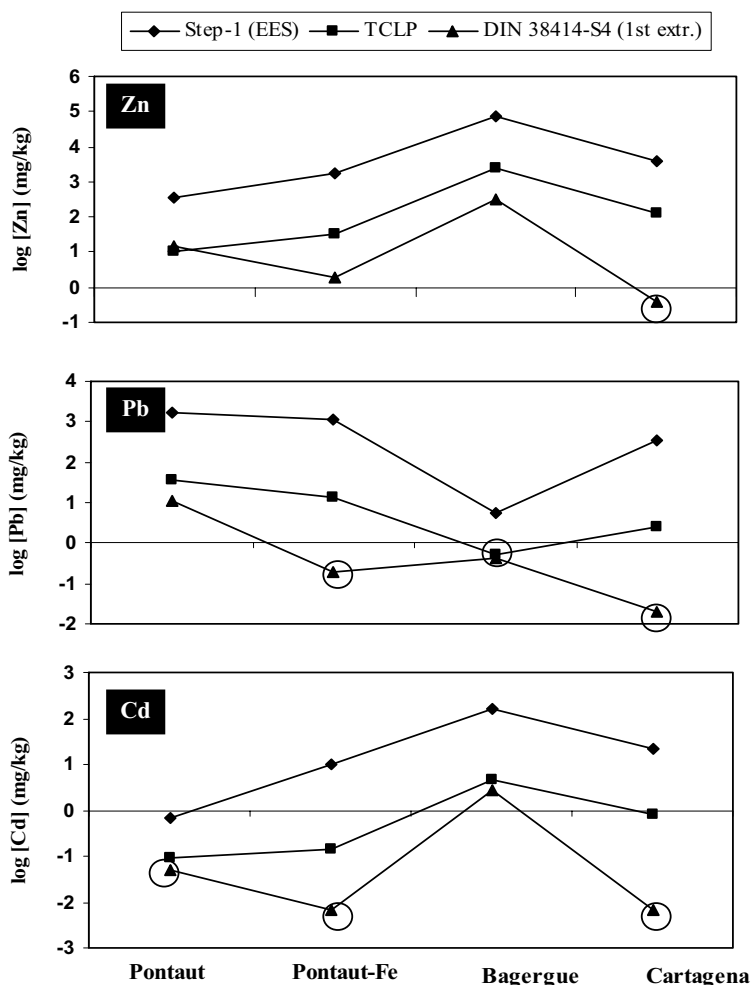 Step-1 (EES) TCLP DIN 38414-S4 (1st extr.)
Zn
log [Zn] (mg/kg)
6
5
4
3
2
1
0
-1
Pb
log [Pb] (mg/kg)
4
3
2
1
0
-1
-2
Cd
log [Cd] (mg/kg)
3
2
1
0
-1
-2
-3
Pontaut Pontaut-Fe Bagergue Cartagena